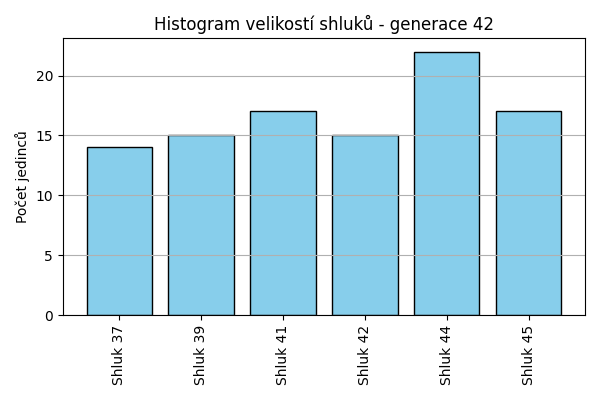 Histogram velikostí shluků - generace 42
Počet jedinců
20
15
10
5
0
Shluk 37
Shluk 39
Shluk 41
Shluk 42
Shluk 44
Shluk 45